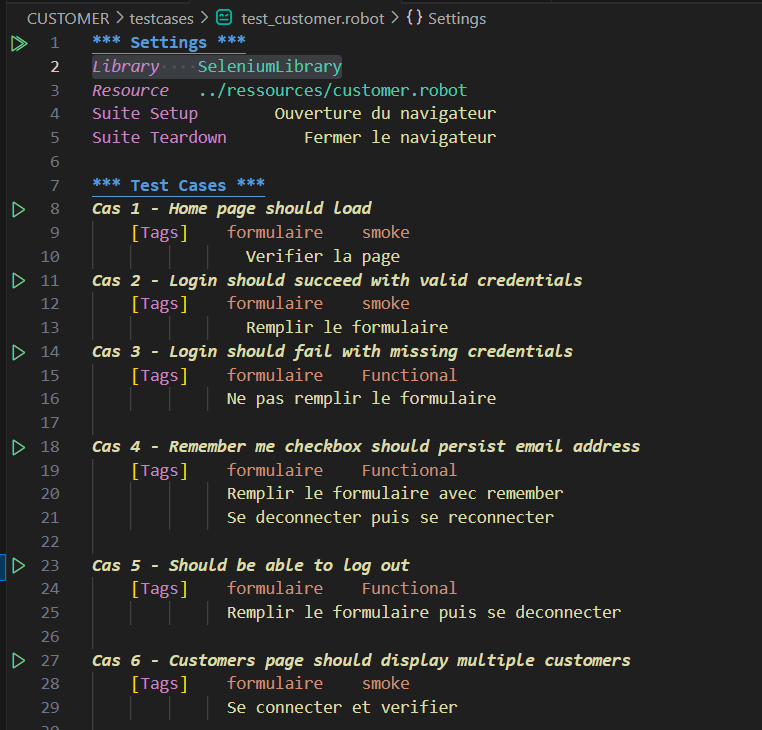 CUSTOMER > testcases > test_customer.robot > {} Settings
1 *** Settings ***
2 Library ···· SeleniumLibrary
3 Resource ../ressources/customer.robot
4 Suite Setup Ouverture du navigateur
5 Suite Teardown Fermer le navigateur
6
7 *** Test Cases ***
8 Cas 1 - Home page should load
9 [Tags] formulaire smoke
10 Verifier la page
11 Cas 2 - Login should succeed with valid credentials
12 [Tags] formulaire smoke
13 Remplir le formulaire
14 Cas 3 - Login should fail with missing credentials
15 [Tags] formulaire Functional
16 Ne pas remplir le formulaire
17
18 Cas 4 - Remember me checkbox should persist email address
19 [Tags] formulaire Functional
20 Remplir le formulaire avec remember
21 Se deconnecter puis se reconnecter
22
23 Cas 5 - Should be able to log out
24 [Tags] formulaire Functional
25 Remplir le formulaire puis se deconnecter
26
27 Cas 6 - Customers page should display multiple customers
28 [Tags] formulaire smoke
29 Se connecter et verifier